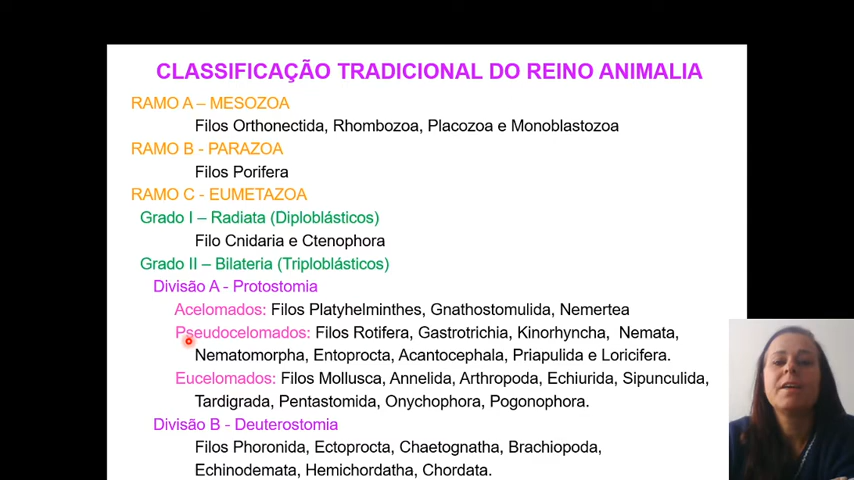 CLASSIFICAÇÃO TRADICIONAL DO REINO ANIMALIA
RAMO A – MESOZOA
Filos Orthonectida, Rhombozoa, Placozoa e Monoblastozoa
RAMO B - PARAZOA
Filos Porifera
RAMO C - EUMETAZOA
Grado I – Radiata (Diploblásticos)
Filo Cnidaria e Ctenophora
Grado II – Bilateria (Triploblásticos)
Divisão A - Protostomia
Acelomados: Filos Platyhelminthes, Gnathostomulida, Nemertea
Pseudocelomados: Filos Rotifera, Gastrotrichia, Kinorhyncha, Nemata,
Nematomorpha, Entoprocta, Acantocephala, Priapulida e Loricifera.
Eucelomados: Filos Mollusca, Annelida, Arthropoda, Echiurida, Sipunculida,
Tardigrada, Pentastomida, Onychophora, Pogonophora.
Divisão B - Deuterostomia
Filos Phoronida, Ectoprocta, Chaetognatha, Brachiopoda,
Echinodemata, Hemichordatha, Chordata.